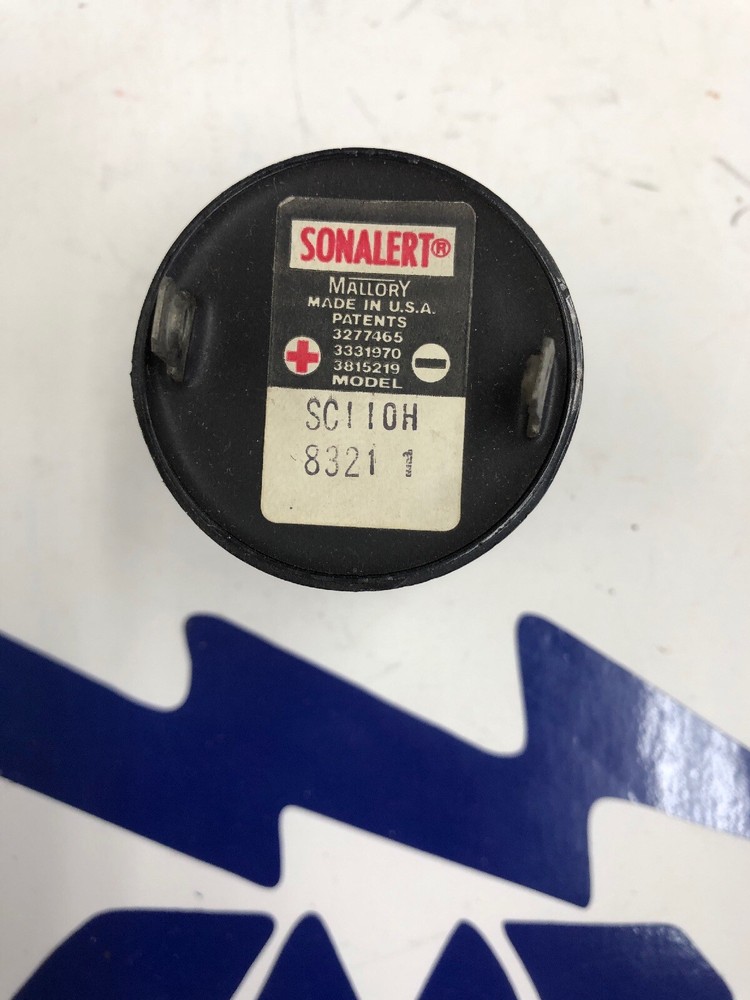 SONALERT®
MALLORY
MADE IN U.S.A.
PATENTS
3277465
+ 3331970 −
3815219
MODEL
SC110H
8321 1